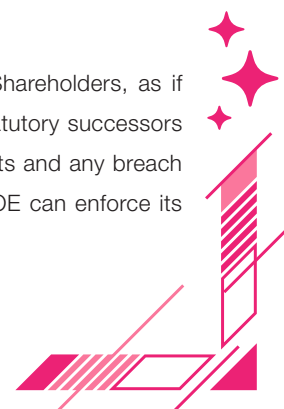 Shareholders, as if
tutory successors
ts and any breach
DE can enforce its